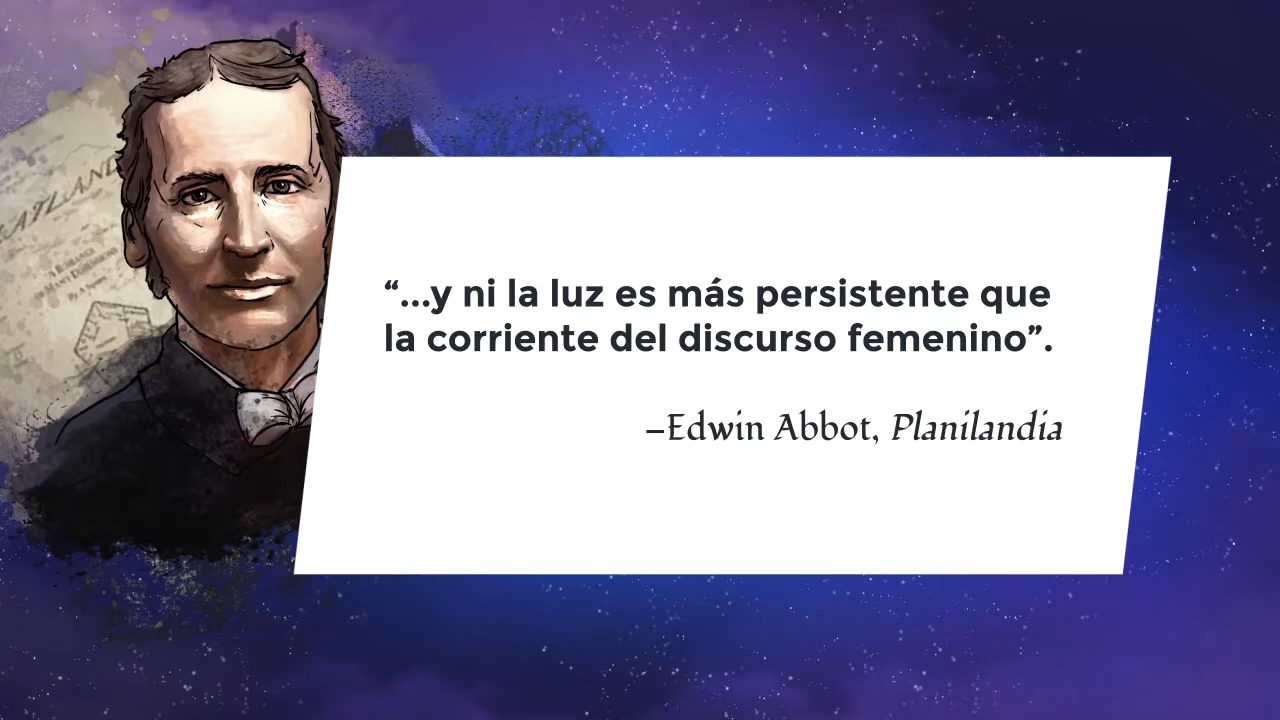 “...y ni la luz es más persistente que
la corriente del discurso femenino”.
–Edwin Abbot, Planilandia